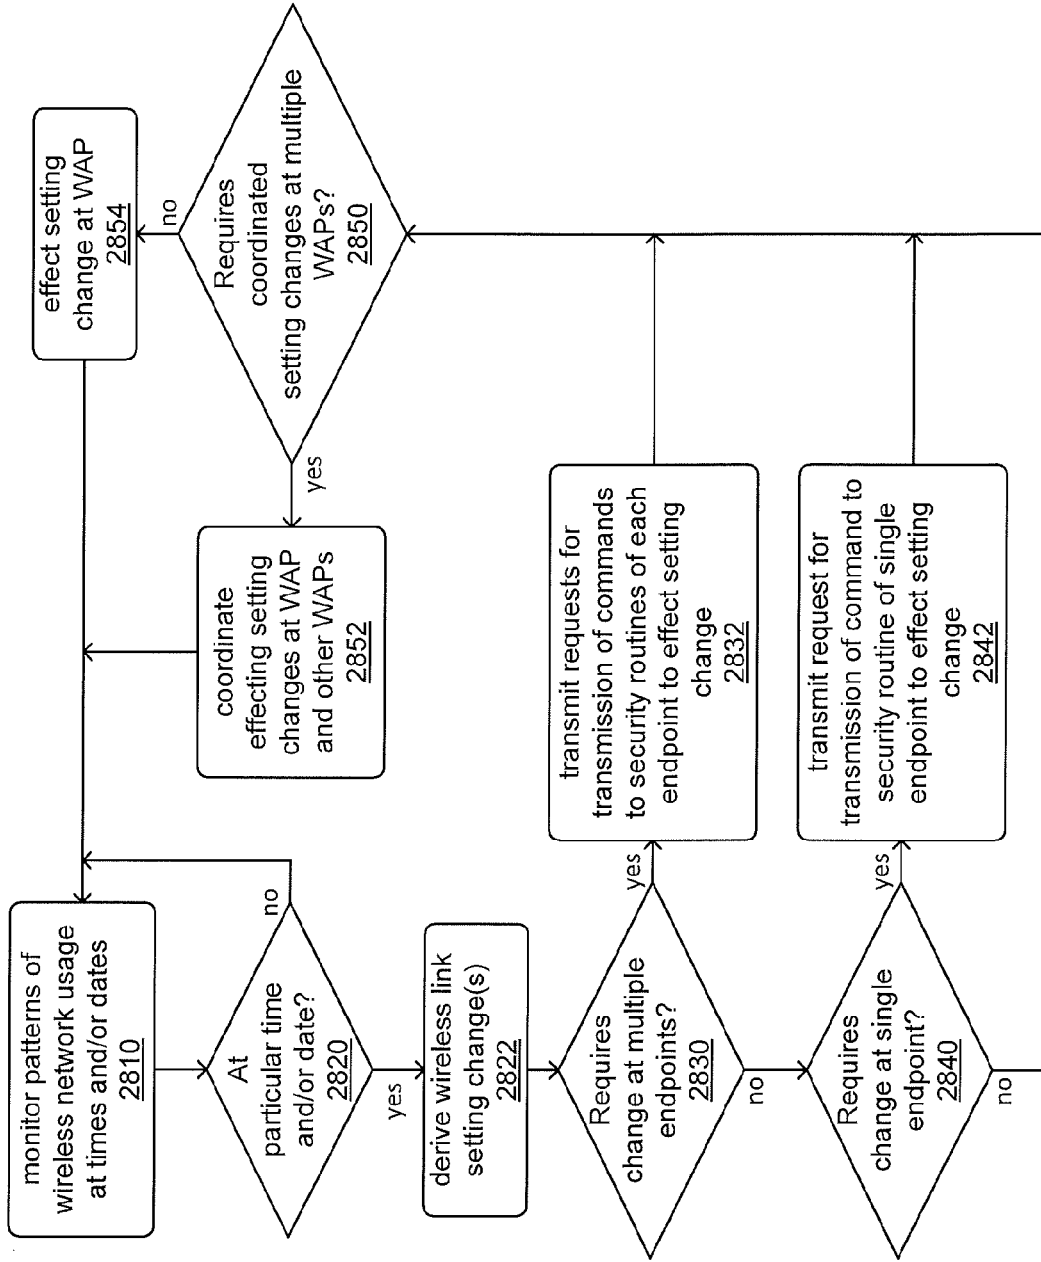 monitor patterns of
wireless network usage
at times and/or dates
2810
At
particular time
and/or date?
2820
no
yes
derive wireless link
setting change(s)
2822
Requires
change at multiple
endpoints?
2830
yes
no
transmit requests for
transmission of commands
to security routines of each
endpoint to effect setting
change
2832
Requires
change at single
endpoint?
2840
yes
no
transmit request for
transmission of command to
security routine of single
endpoint to effect setting
change
2842
Requires
coordinated
setting changes at multiple
WAPs?
2850
yes
no
coordinate
effecting setting
changes at WAP
and other WAPs
2852
effect setting
change at WAP
2854